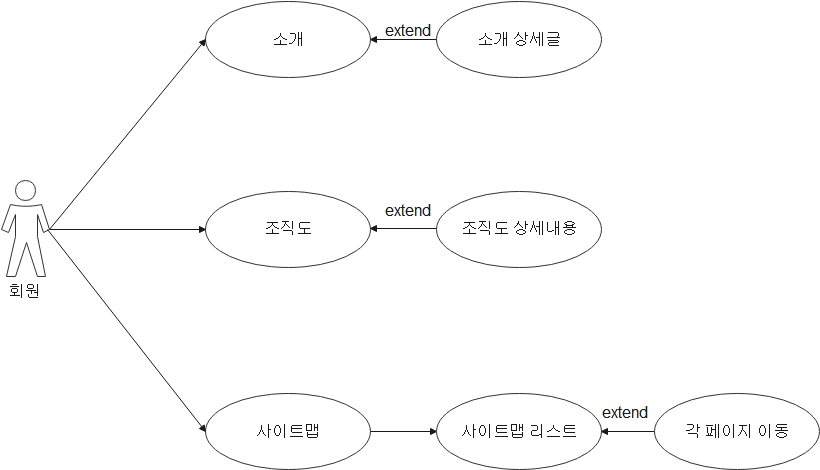 소개
extend
소개 상세글
조직도
extend
조직도 상세내용
회원
사이트맵
사이트맵 리스트
extend
각 페이지 이동